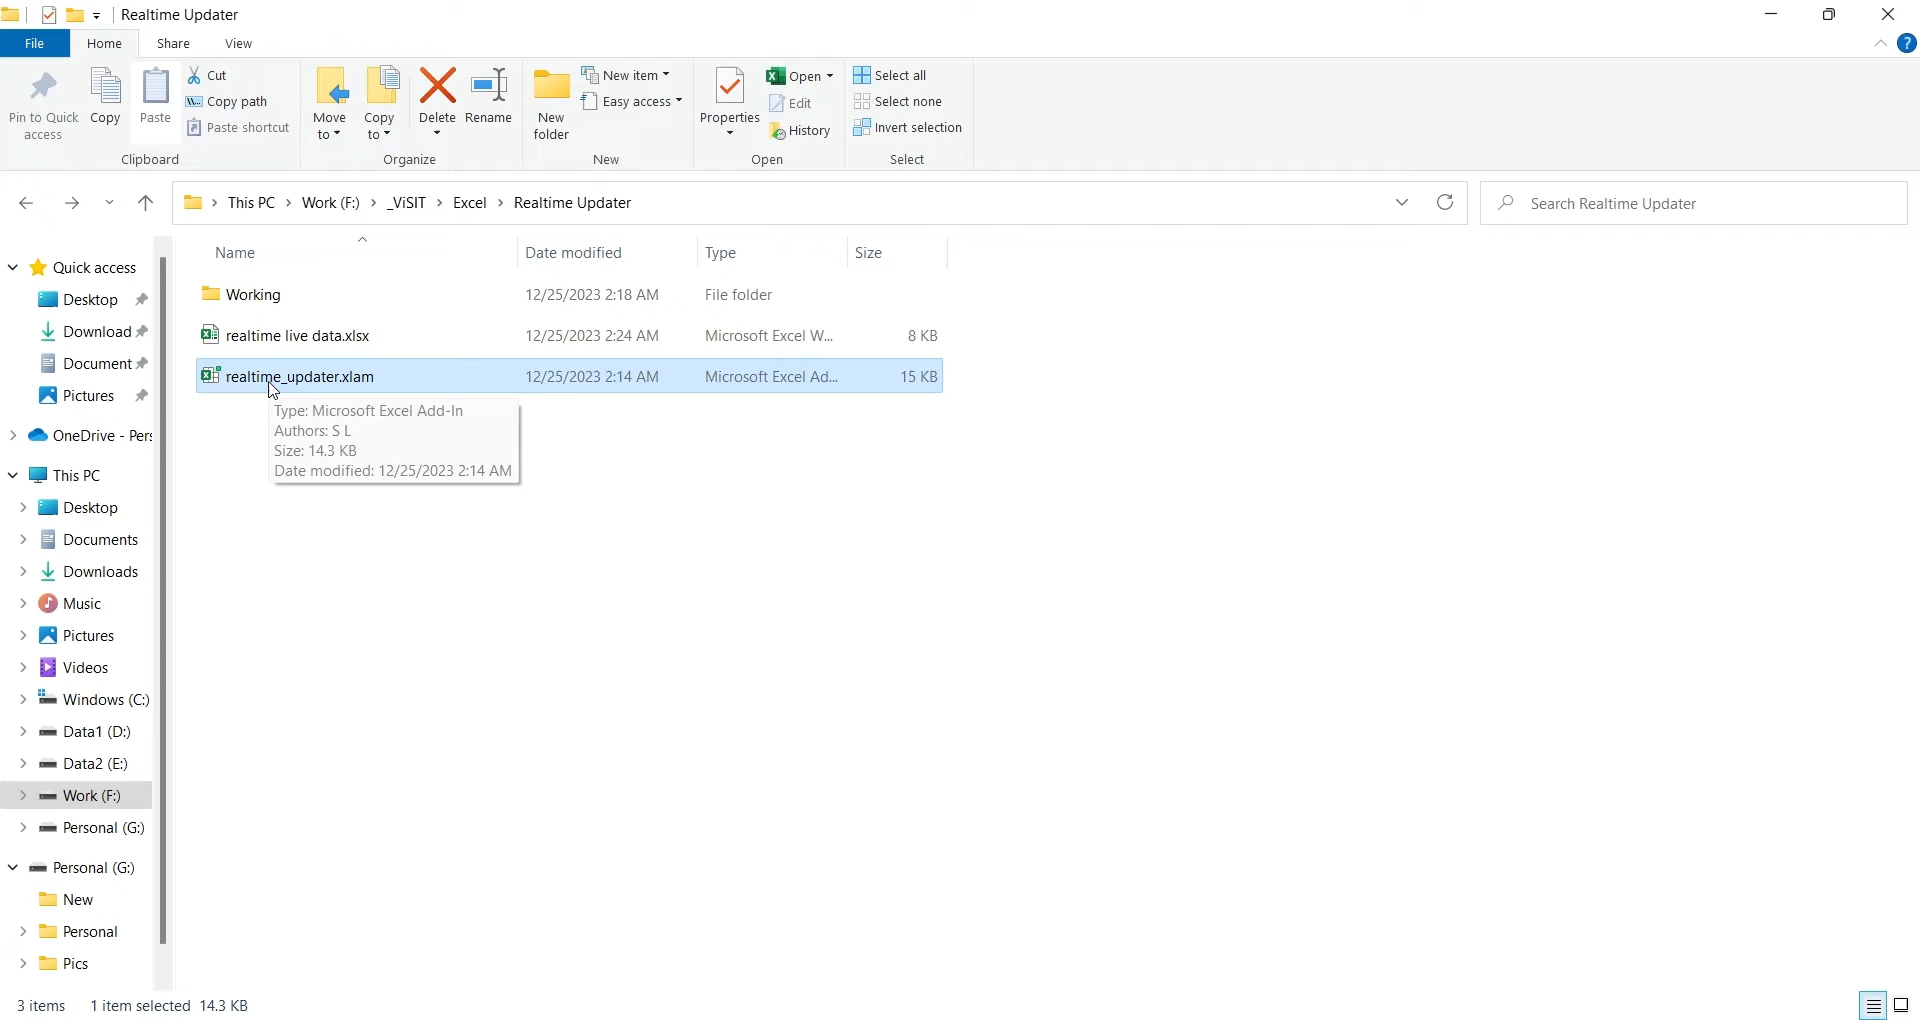 Realtime Updater
File Home Share View
Pin to Quick access
Copy
Paste
Cut
Copy path
Paste shortcut
Clipboard
Move to
Copy to
Delete
Rename
Organize
New folder
New item
Easy access
New
Properties
Open
Edit
History
Open
Select all
Select none
Invert selection
Select
This PC > Work (F:) > _ViSIT > Excel > Realtime Updater
Search Realtime Updater
Name Date modified Type Size
Working 12/25/2023 2:18 AM File folder
realtime live data.xlsx 12/25/2023 2:24 AM Microsoft Excel W... 8 KB
realtime_updater.xlam 12/25/2023 2:14 AM Microsoft Excel Ad... 15 KB
Type: Microsoft Excel Add-In
Authors: S L
Size: 14.3 KB
Date modified: 12/25/2023 2:14 AM
Quick access
Desktop
Download
Document
Pictures
OneDrive - Pers
This PC
Desktop
Documents
Downloads
Music
Pictures
Videos
Windows (C:)
Data1 (D:)
Data2 (E:)
Work (F:)
Personal (G:)
Personal (G:)
New
Personal
Pics
3 items 1 item selected 14.3 KB